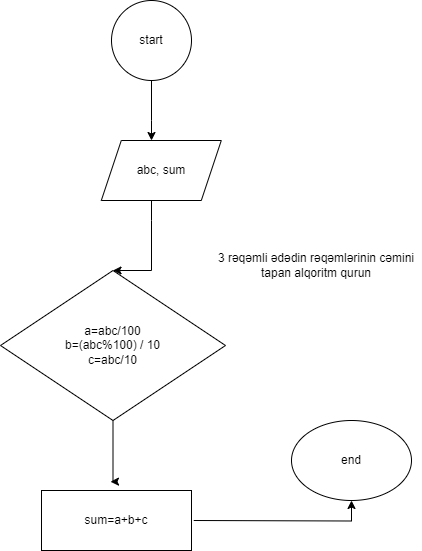 start
abc, sum
3 rəqəmli ədədin rəqəmlərinin cəmini
tapan alqoritm qurun
a=abc/100
b=(abc%100) / 10
c=abc/10
end
sum=a+b+c